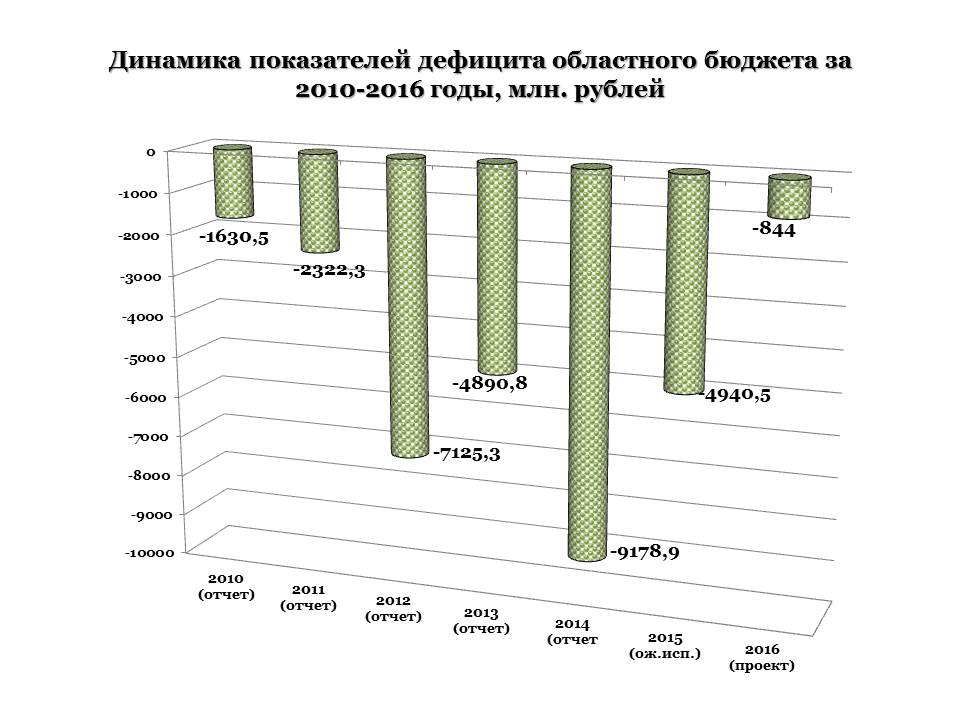 Динамика показателей дефицита областного бюджета за
2010-2016 годы, млн. рублей
0
-1000
-2000
-3000
-4000
-5000
-6000
-7000
-8000
-9000
-10000
-1630,5
-2322,3
-7125,3
-4890,8
-9178,9
-4940,5
-844
2010
(отчет)
2011
(отчет)
2012
(отчет)
2013
(отчет)
2014
(отчет
2015
(ож.исп.)
2016
(проект)